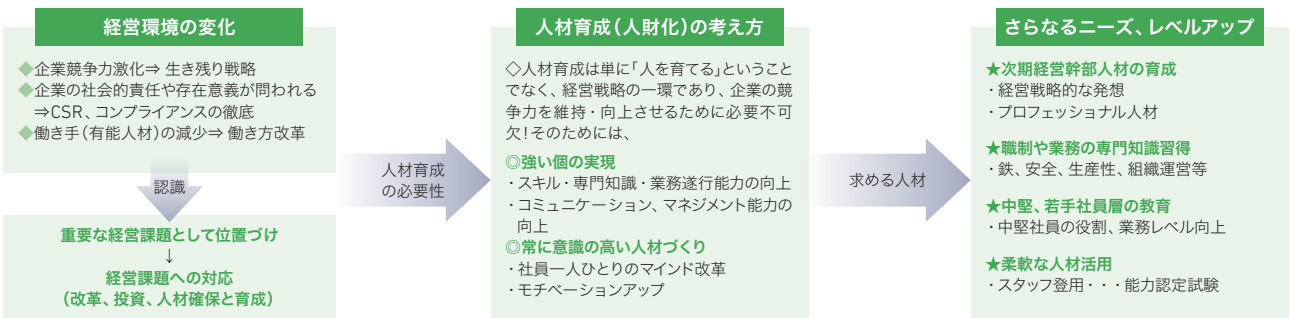 経営環境の変化
◆企業競争力激化⇒ 生き残り戦略
◆企業の社会的責任や存在意義が問われる
⇒CSR、コンプライアンスの徹底
◆働き手(有能人材)の減少⇒ 働き方改革
認識
重要な経営課題として位置づけ
↓
経営課題への対応
(改革、投資、人材確保と育成)
人材育成
の必要性
人材育成(人財化)の考え方
◇人材育成は単に「人を育てる」ということ
でなく、経営戦略の一環であり、企業の競
争力を維持・向上させるために必要不可
欠!そのためには、
◎強い個の実現
・スキル・専門知識・業務遂行能力の向上
・コミュニケーション、マネジメント能力の
向上
◎常に意識の高い人材づくり
・社員一人ひとりのマインド改革
・モチベーションアップ
求める人材
さらなるニーズ、レベルアップ
★次期経営幹部人材の育成
・経営戦略的な発想
・プロフェッショナル人材
★職制や業務の専門知識習得
・鉄、安全、生産性、組織運営等
★中堅、若手社員層の教育
・中堅社員の役割、業務レベル向上
★柔軟な人材活用
・スタッフ登用・・・能力認定試験